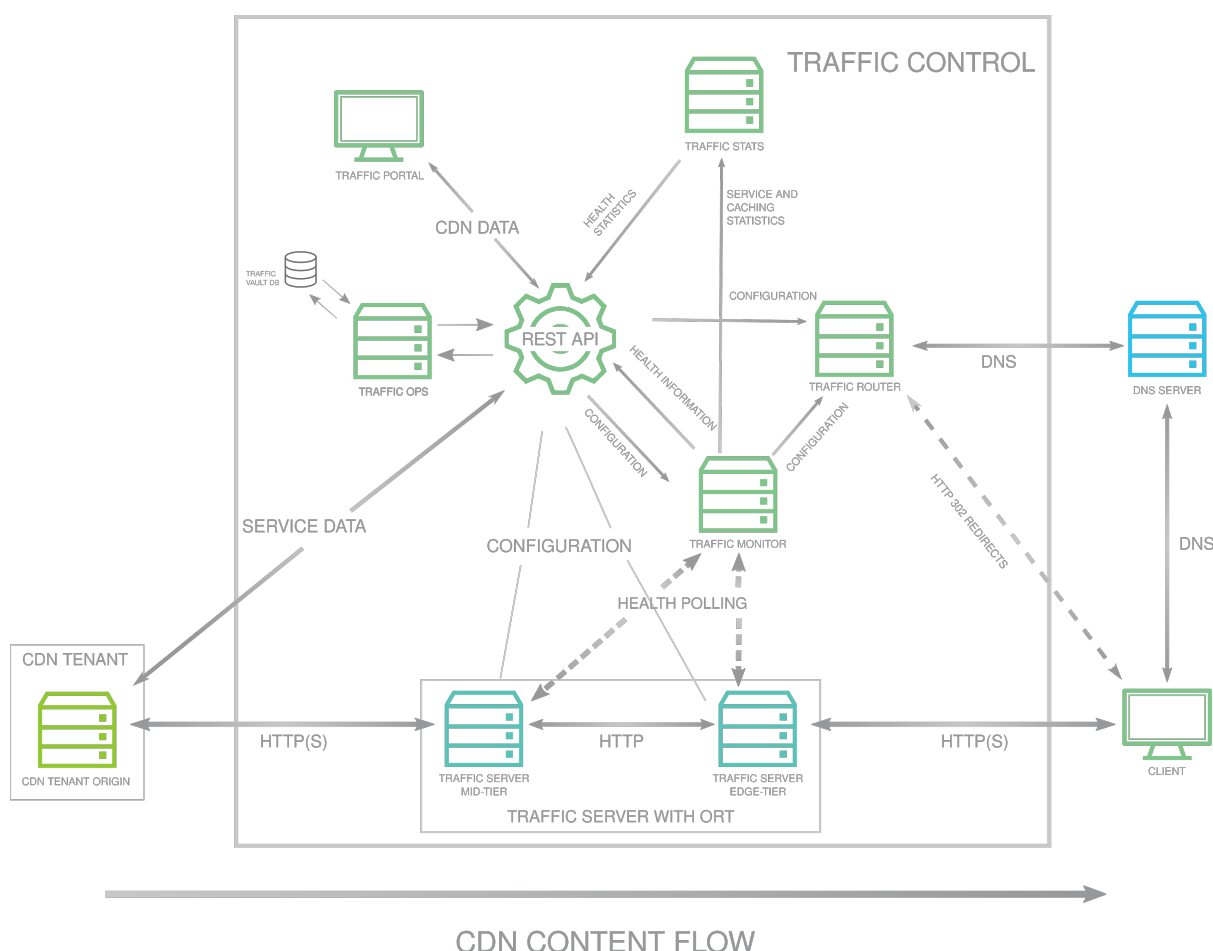 TRAFFIC CONTROL
TRAFFIC STATS
TRAFFIC PORTAL
HEALTH
STATISTICS
SERVICE AND
CACHING
STATISTICS
CDN DATA
TRAFFIC
VAULT DB
CONFIGURATION
REST API
TRAFFIC OPS
TRAFFIC ROUTER
DNS
DNS SERVER
HEALTH INFORMATION
CONFIGURATION
CONFIGURATION
HTTP 302 REDIRECTS
SERVICE DATA
CONFIGURATION
TRAFFIC MONITOR
DNS
HEALTH POLLING
CDN TENANT
HTTP(S)
HTTP
HTTP(S)
CDN TENANT ORIGIN
TRAFFIC SERVER
MID-TIER
TRAFFIC SERVER
EDGE-TIER
CLIENT
TRAFFIC SERVER WITH ORT
CDN CONTENT FLOW